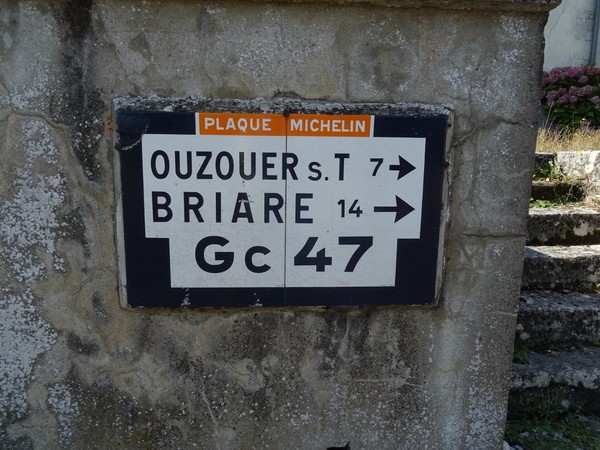 PLAQUE MICHELIN
OUZOUER S.T 7 →
BRIARE 14 →
Gc 47